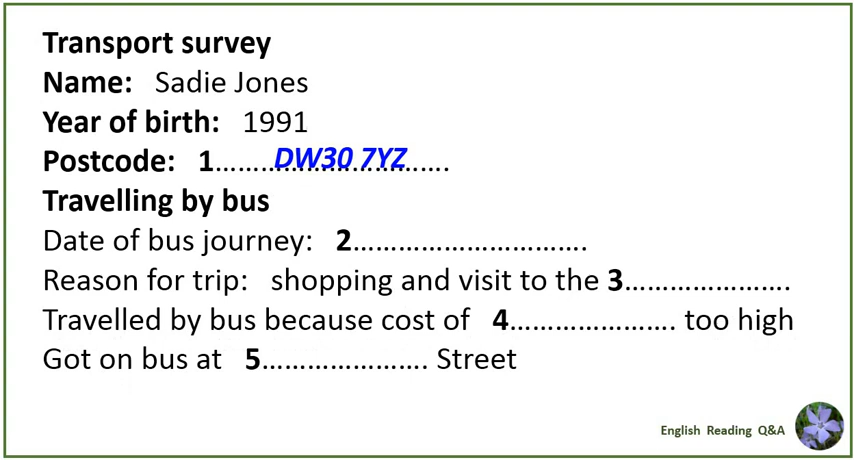 Transport survey
Name: Sadie Jones
Year of birth: 1991
Postcode: 1…………DW30 7YZ…………
Travelling by bus
Date of bus journey: 2………………………….
Reason for trip: shopping and visit to the 3………………….
Travelled by bus because cost of 4…………………. too high
Got on bus at 5…………………. Street
English Reading Q&A